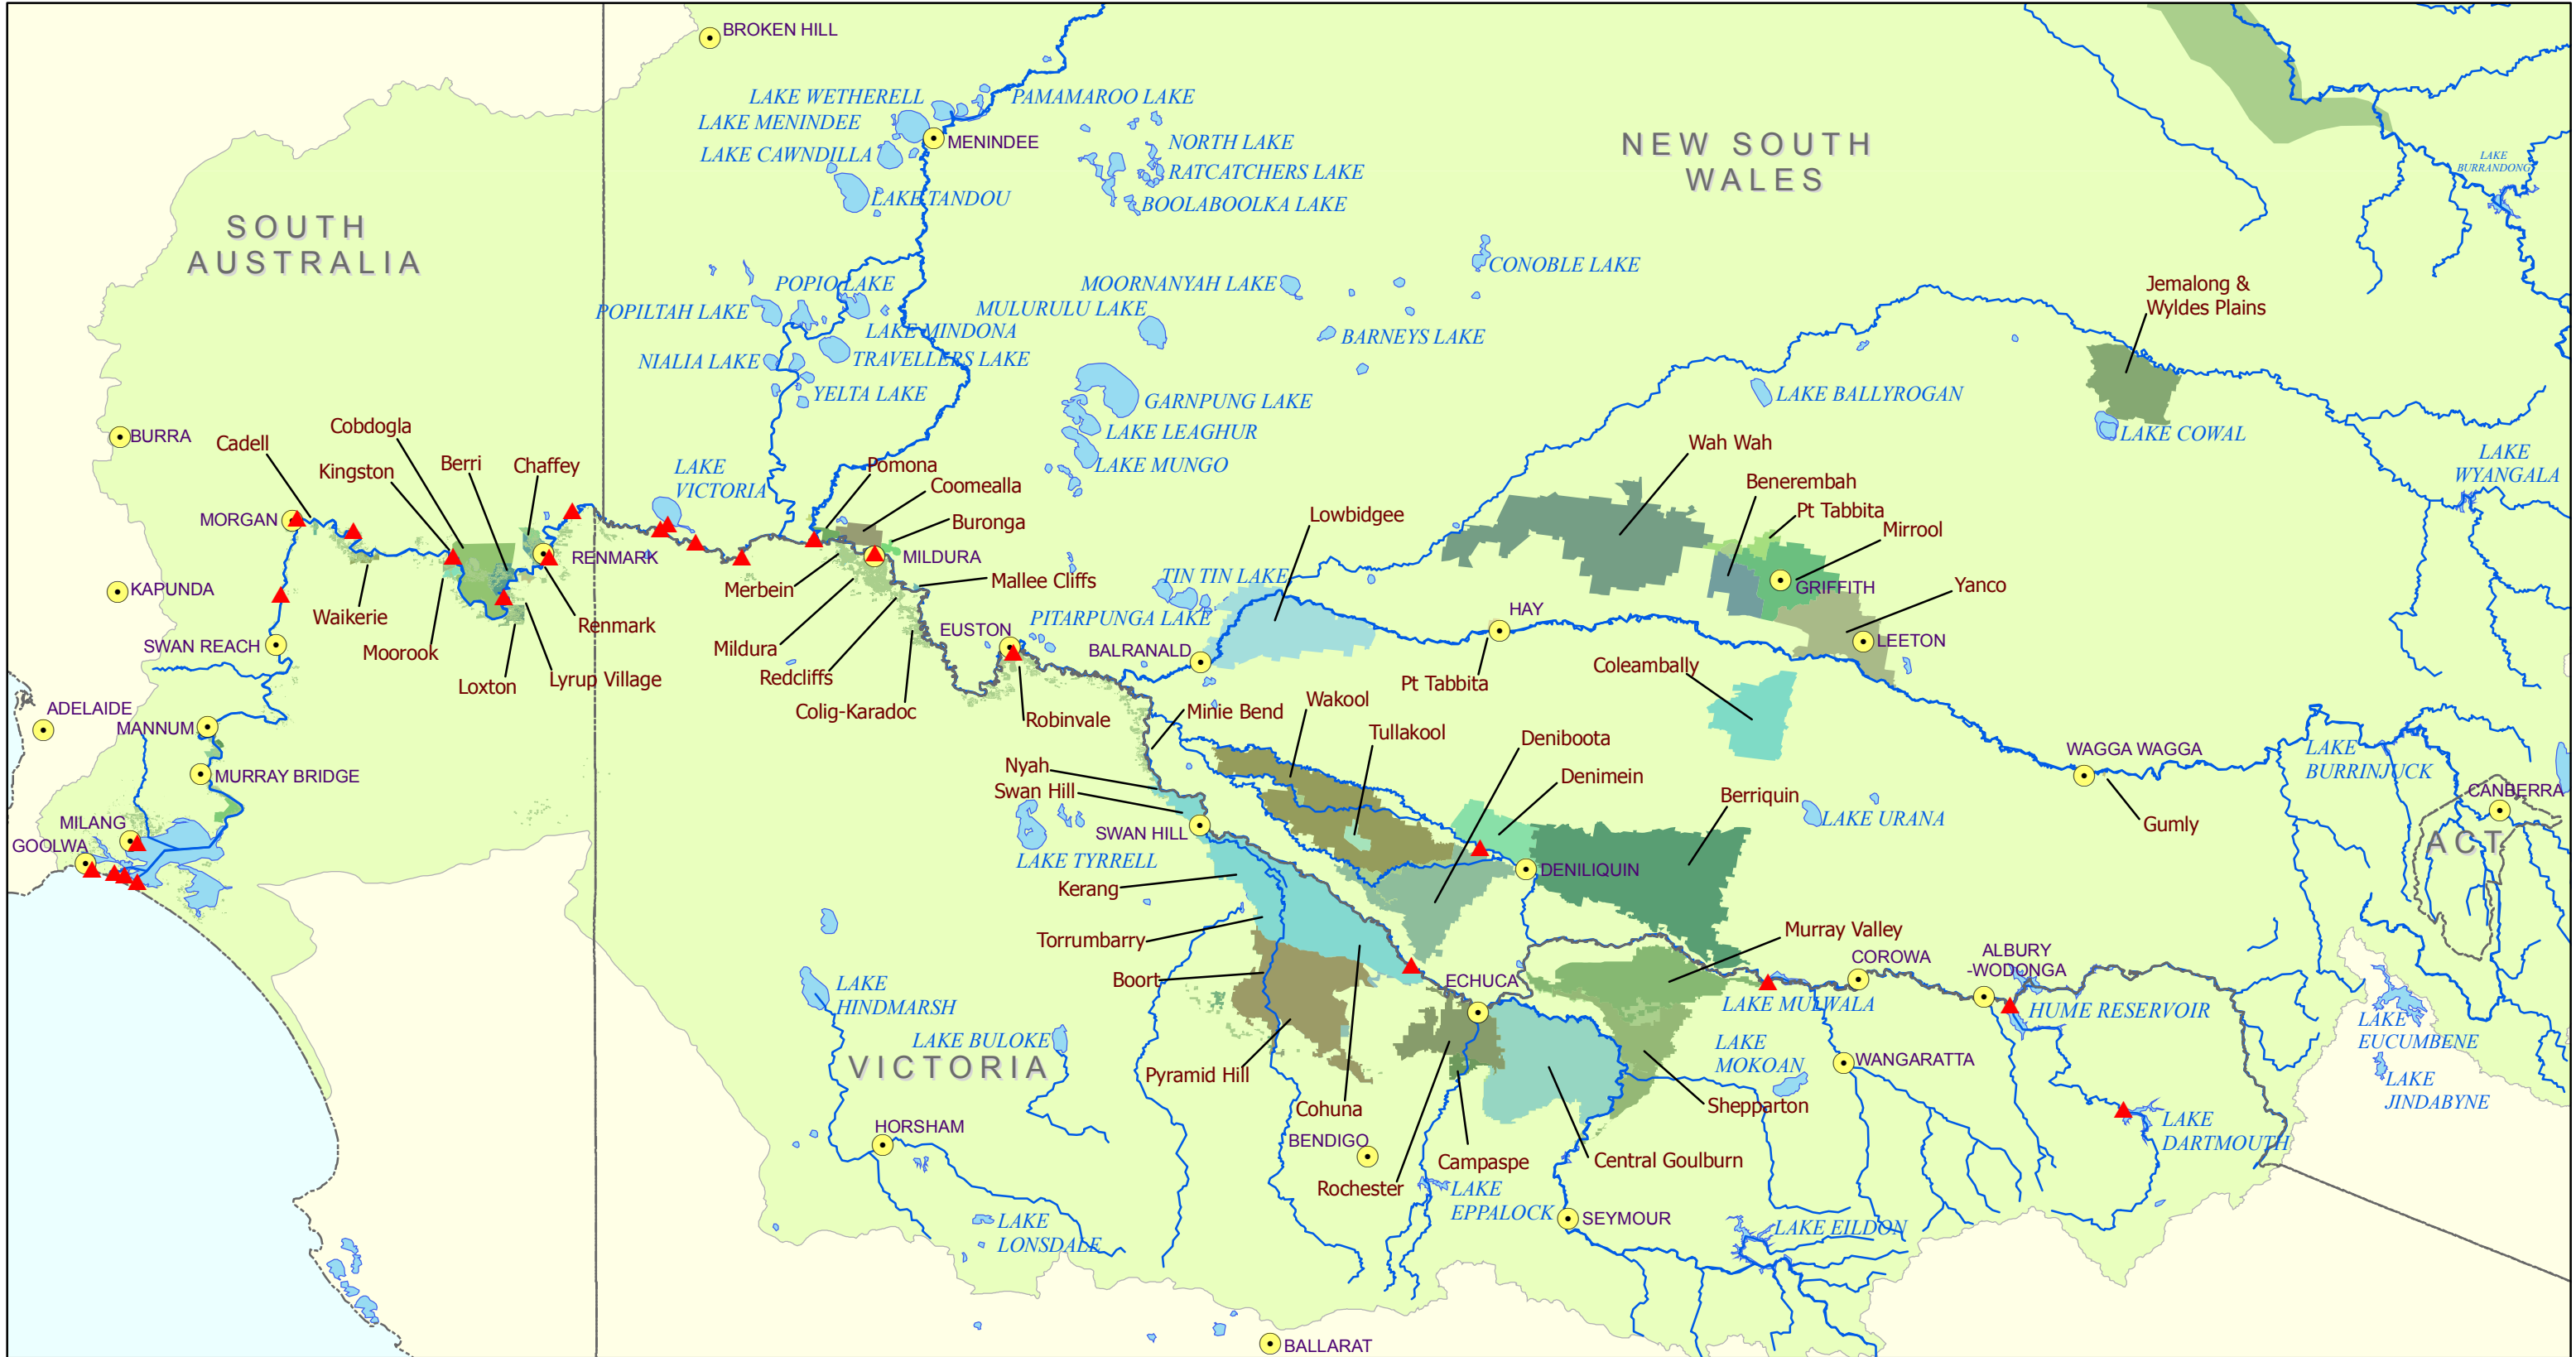 BROKEN HILL
LAKE WETHERELL
PAMAMAROO LAKE
LAKE MENINDEE
MENINDEE
LAKE CAWNDILLA
NORTH LAKE
RATCATCHERS LAKE
LAKE TANDOU
BOOLABOOLKA LAKE
NEW SOUTH
WALES
LAKE
BURRANDONG
SOUTH
AUSTRALIA
CONOBLE LAKE
POPIO LAKE
MOORNANYAH LAKE
Jemalong &
Wyldes Plains
POPILTAH LAKE
MULURULU LAKE
LAKE MINDONA
BARNEYS LAKE
NIALIA LAKE
TRAVELLERS LAKE
YELTA LAKE
GARNPUNG LAKE
LAKE BALLYROGAN
LAKE LEAGHUR
LAKE COWAL
BURRA
Cadell
Cobdogla
Kingston
Berri
Chaffey
LAKE
VICTORIA
Pomona
LAKE MUNGO
Coomealla
Wah Wah
LAKE
WYANGALA
Benerembah
Pt Tabbita
Mirrool
MORGAN
Buronga
Lowbidgee
RENMARK
MILDURA
KAPUNDA
Waikerie
Merbein
Mallee Cliffs
TIN TIN LAKE
GRIFFITH
Yanco
Renmark
PITARPUNGA LAKE
HAY
SWAN REACH
Moorook
Mildura
EUSTON
BALRANALD
LEETON
Loxton
Lyrup Village
Redcliffs
Pt Tabbita
Coleambally
ADELAIDE
Colig-Karadoc
Robinvale
Minie Bend
Wakool
MANNUM
Tullakool
Deniboota
WAGGA WAGGA
LAKE
BURRINJUCK
MURRAY BRIDGE
Nyah
Denimein
Swan Hill
Berriquin
CANBERRA
MILANG
SWAN HILL
LAKE URANA
Gumly
GOOLWA
LAKE TYRRELL
ACT
Kerang
DENILIQUIN
Torrumbarry
Murray Valley
Boort
ECHUCA
COROWA
ALBURY
-WODONGA
LAKE
HINDMARSH
LAKE MULWALA
HUME RESERVOIR
LAKE
EUCUMBENE
LAKE BULOKE
VICTORIA
Pyramid Hill
LAKE
MOKOAN
WANGARATTA
LAKE
JINDABYNE
Cohuna
Shepparton
LAKE
DARTMOUTH
HORSHAM
BENDIGO
Campaspe
Central Goulburn
Rochester
LAKE
EPPALOCK
SEYMOUR
LAKE
LONSDALE
LAKE EILDON
BALLARAT